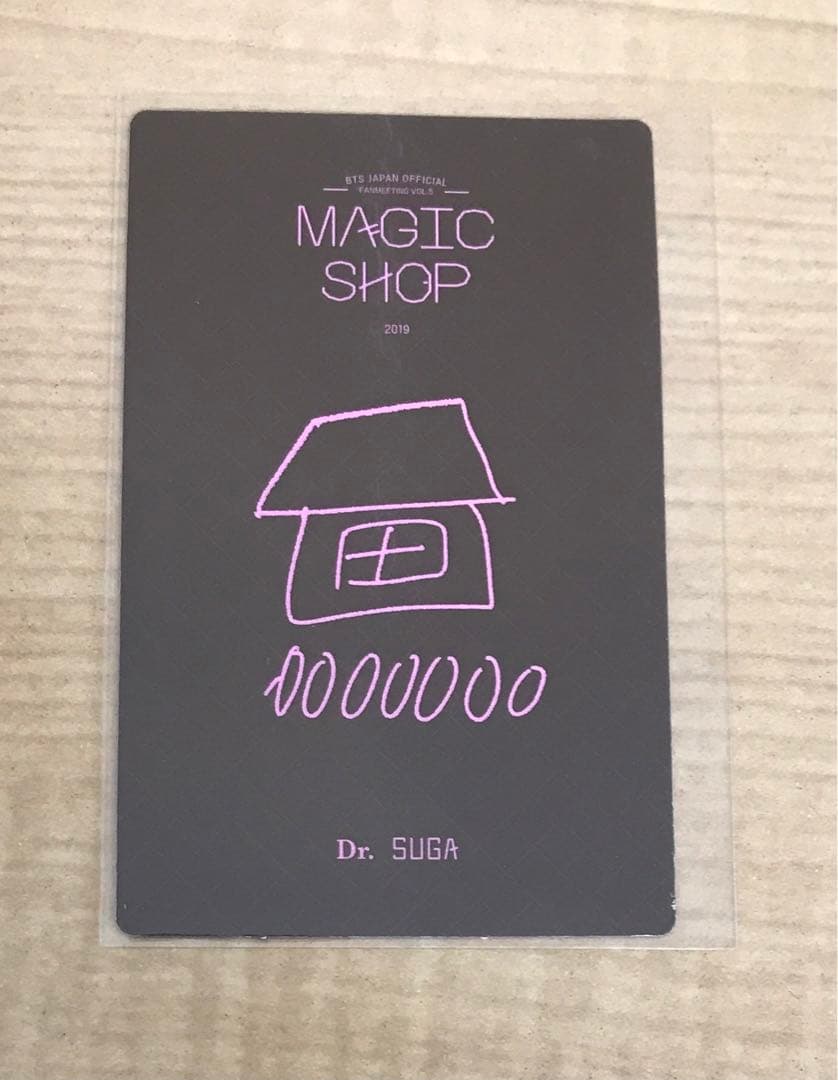 BTS JAPAN OFFICIAL
FANMEETING VOL.5
MAGIC
SHOP
2019
Dr. SUGA